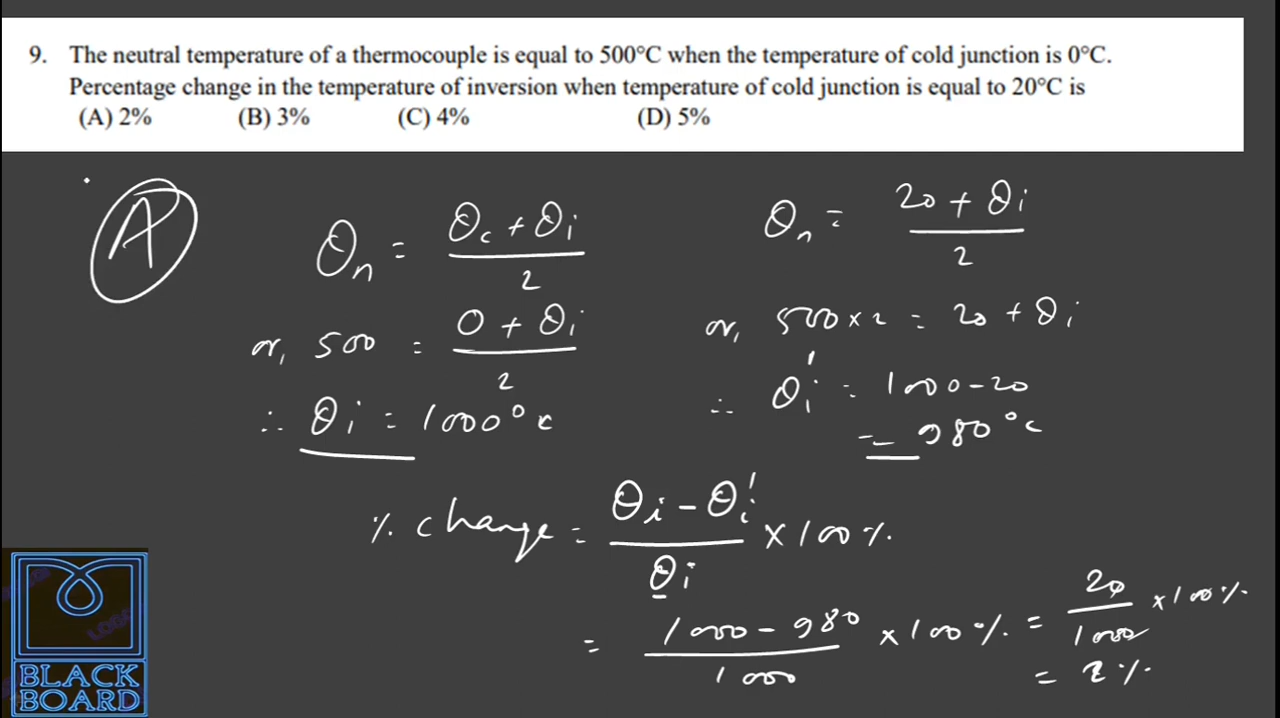 9. The neutral temperature of a thermocouple is equal to 500°C when the temperature of cold junction is 0°C.
Percentage change in the temperature of inversion when temperature of cold junction is equal to 20°C is
(A) 2% (B) 3% (C) 4% (D) 5%
A
θn = (θc + θi)/2
or, 500 = (0 + θi)/2
∴ θi = 1000°c
θn = (20 + θi)/2
or, 500 × 2 = 20 + θi
∴ θi' = 1000 - 20
= 980°c
% change = (θi - θi')/θi × 100%
= (1000 - 980)/1000 × 100% = 20/1000 × 100%
= 2%
BLACK
BOARD